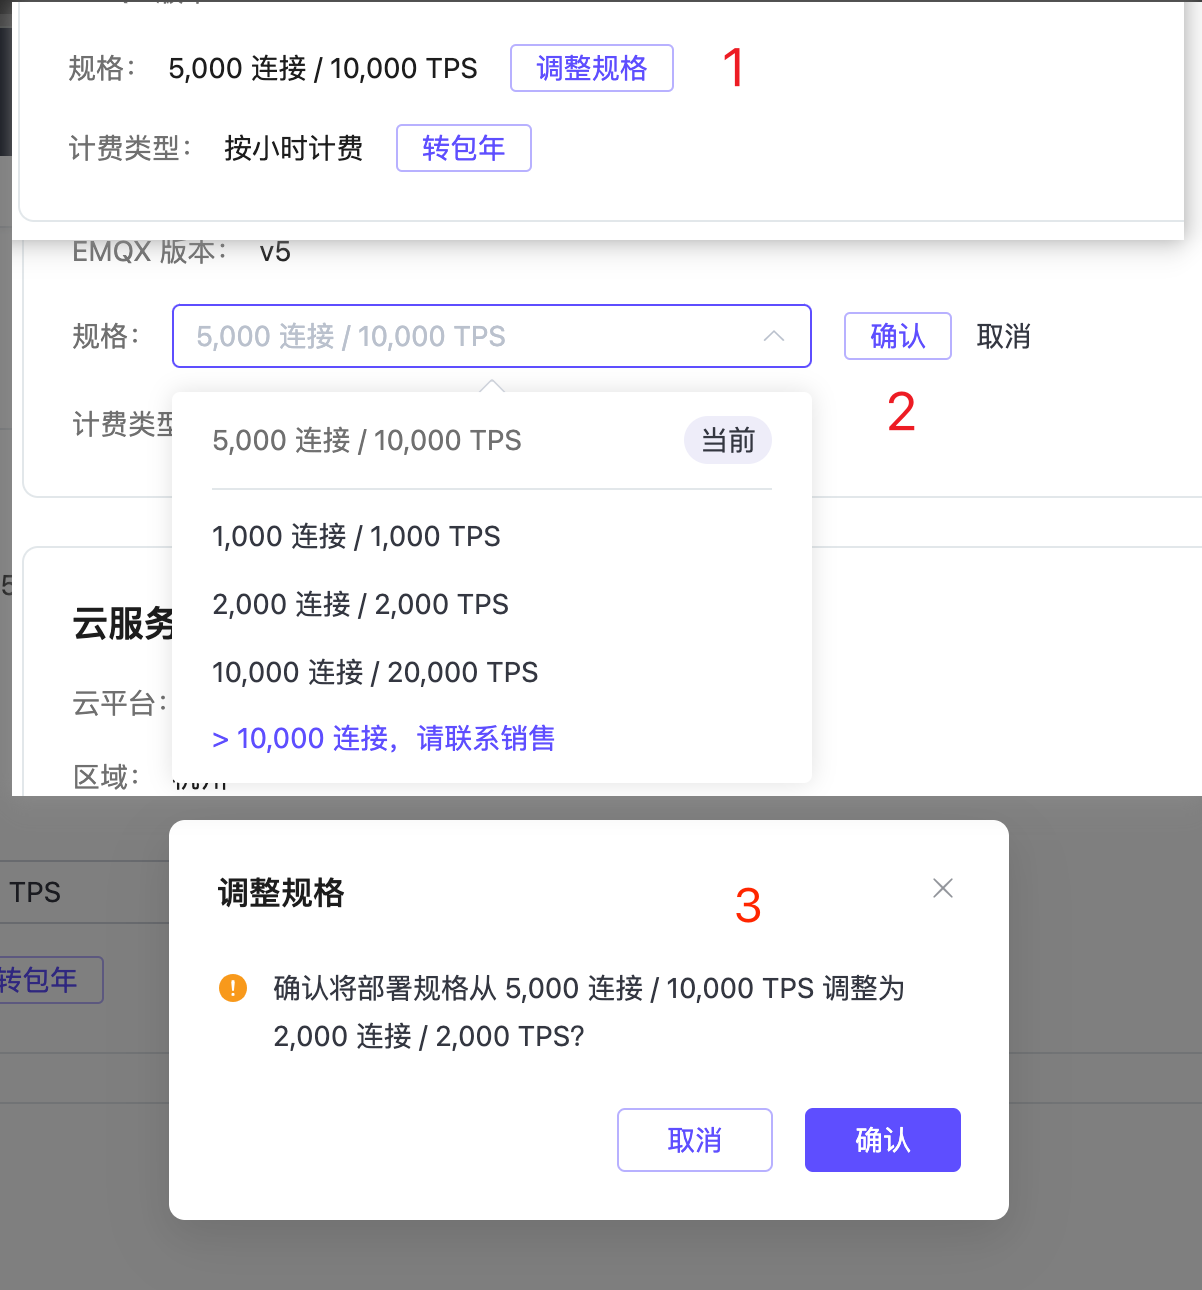 规格： 5,000 连接 / 10,000 TPS 调整规格 1
计费类型： 按小时计费 转包年
EMQX 版本： v5
规格： 5,000 连接 / 10,000 TPS 确认 取消
2
计费类型
5,000 连接 / 10,000 TPS 当前
1,000 连接 / 1,000 TPS
2,000 连接 / 2,000 TPS
10,000 连接 / 20,000 TPS
> 10,000 连接，请联系销售
5
云服务
云平台：
区域：
TPS
转包年
调整规格 3
确认将部署规格从 5,000 连接 / 10,000 TPS 调整为
2,000 连接 / 2,000 TPS?
取消 确认